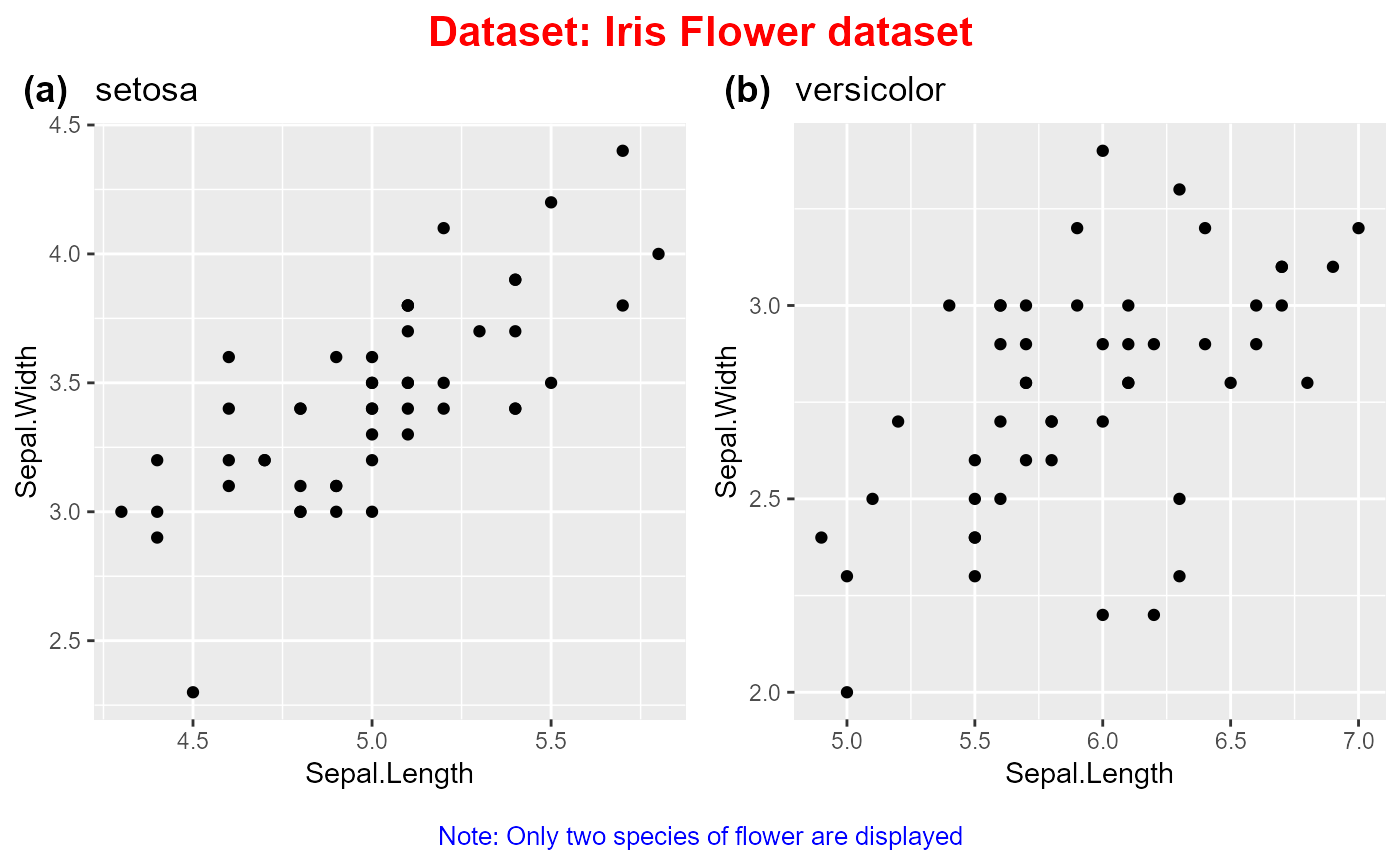 Dataset: Iris Flower dataset
(a) setosa
4.5
4.0
3.5
3.0
2.5
Sepal.Width
4.5 5.0 5.5
Sepal.Length
(b) versicolor
3.0
2.5
2.0
Sepal.Width
5.0 5.5 6.0 6.5 7.0
Sepal.Length
Note: Only two species of flower are displayed